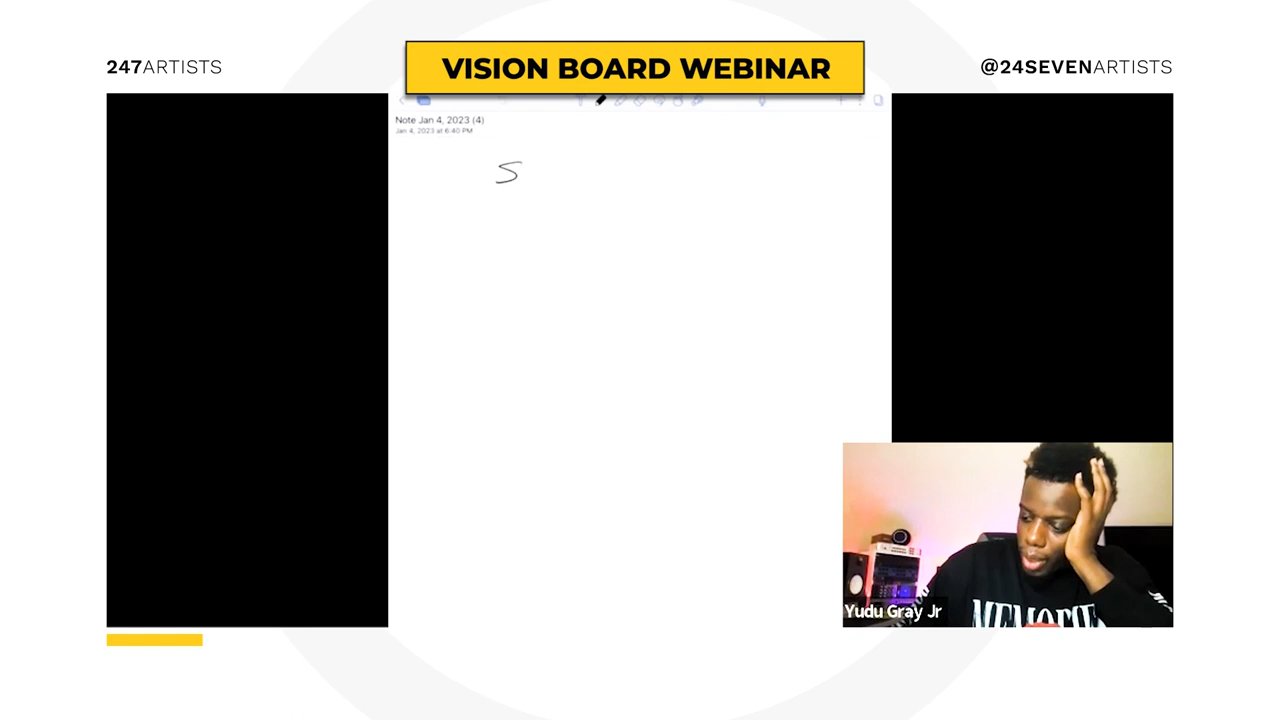 247ARTISTS
VISION BOARD WEBINAR
@24SEVENARTISTS
Note Jan 4, 2023 (4)
Jan 4, 2023 at 6:40 PM
S
Yudu Gray Jr